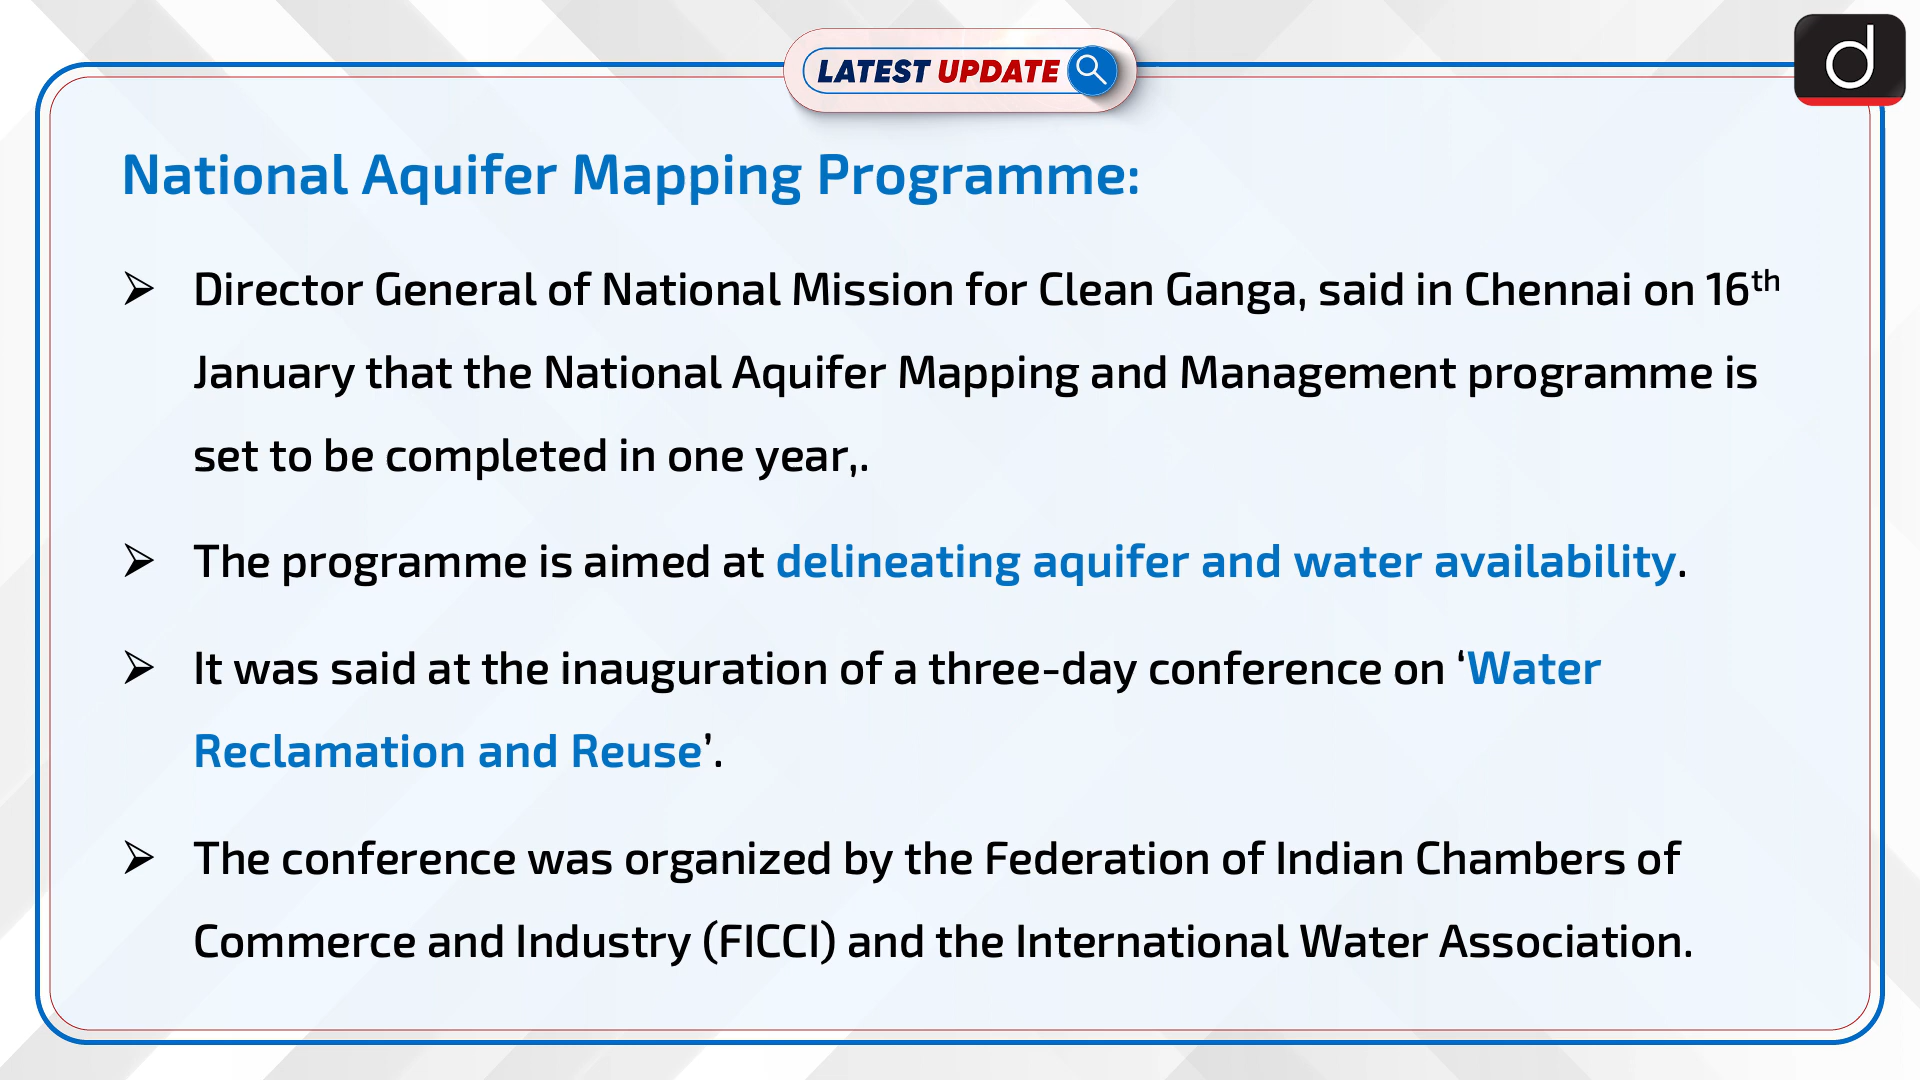 LATEST UPDATE
d
National Aquifer Mapping Programme:
➢ Director General of National Mission for Clean Ganga, said in Chennai on 16th
January that the National Aquifer Mapping and Management programme is
set to be completed in one year,.
➢ The programme is aimed at delineating aquifer and water availability.
➢ It was said at the inauguration of a three-day conference on ‘Water
Reclamation and Reuse’.
➢ The conference was organized by the Federation of Indian Chambers of
Commerce and Industry (FICCI) and the International Water Association.